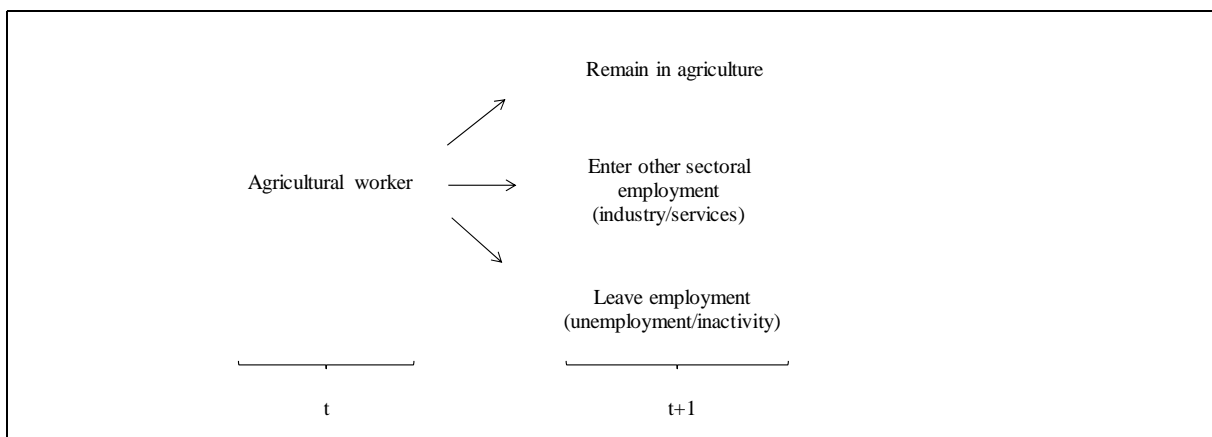 Remain in agriculture
Agricultural worker
Enter other sectoral
employment
(industry/services)
Leave employment
(unemployment/inactivity)
t
t+1